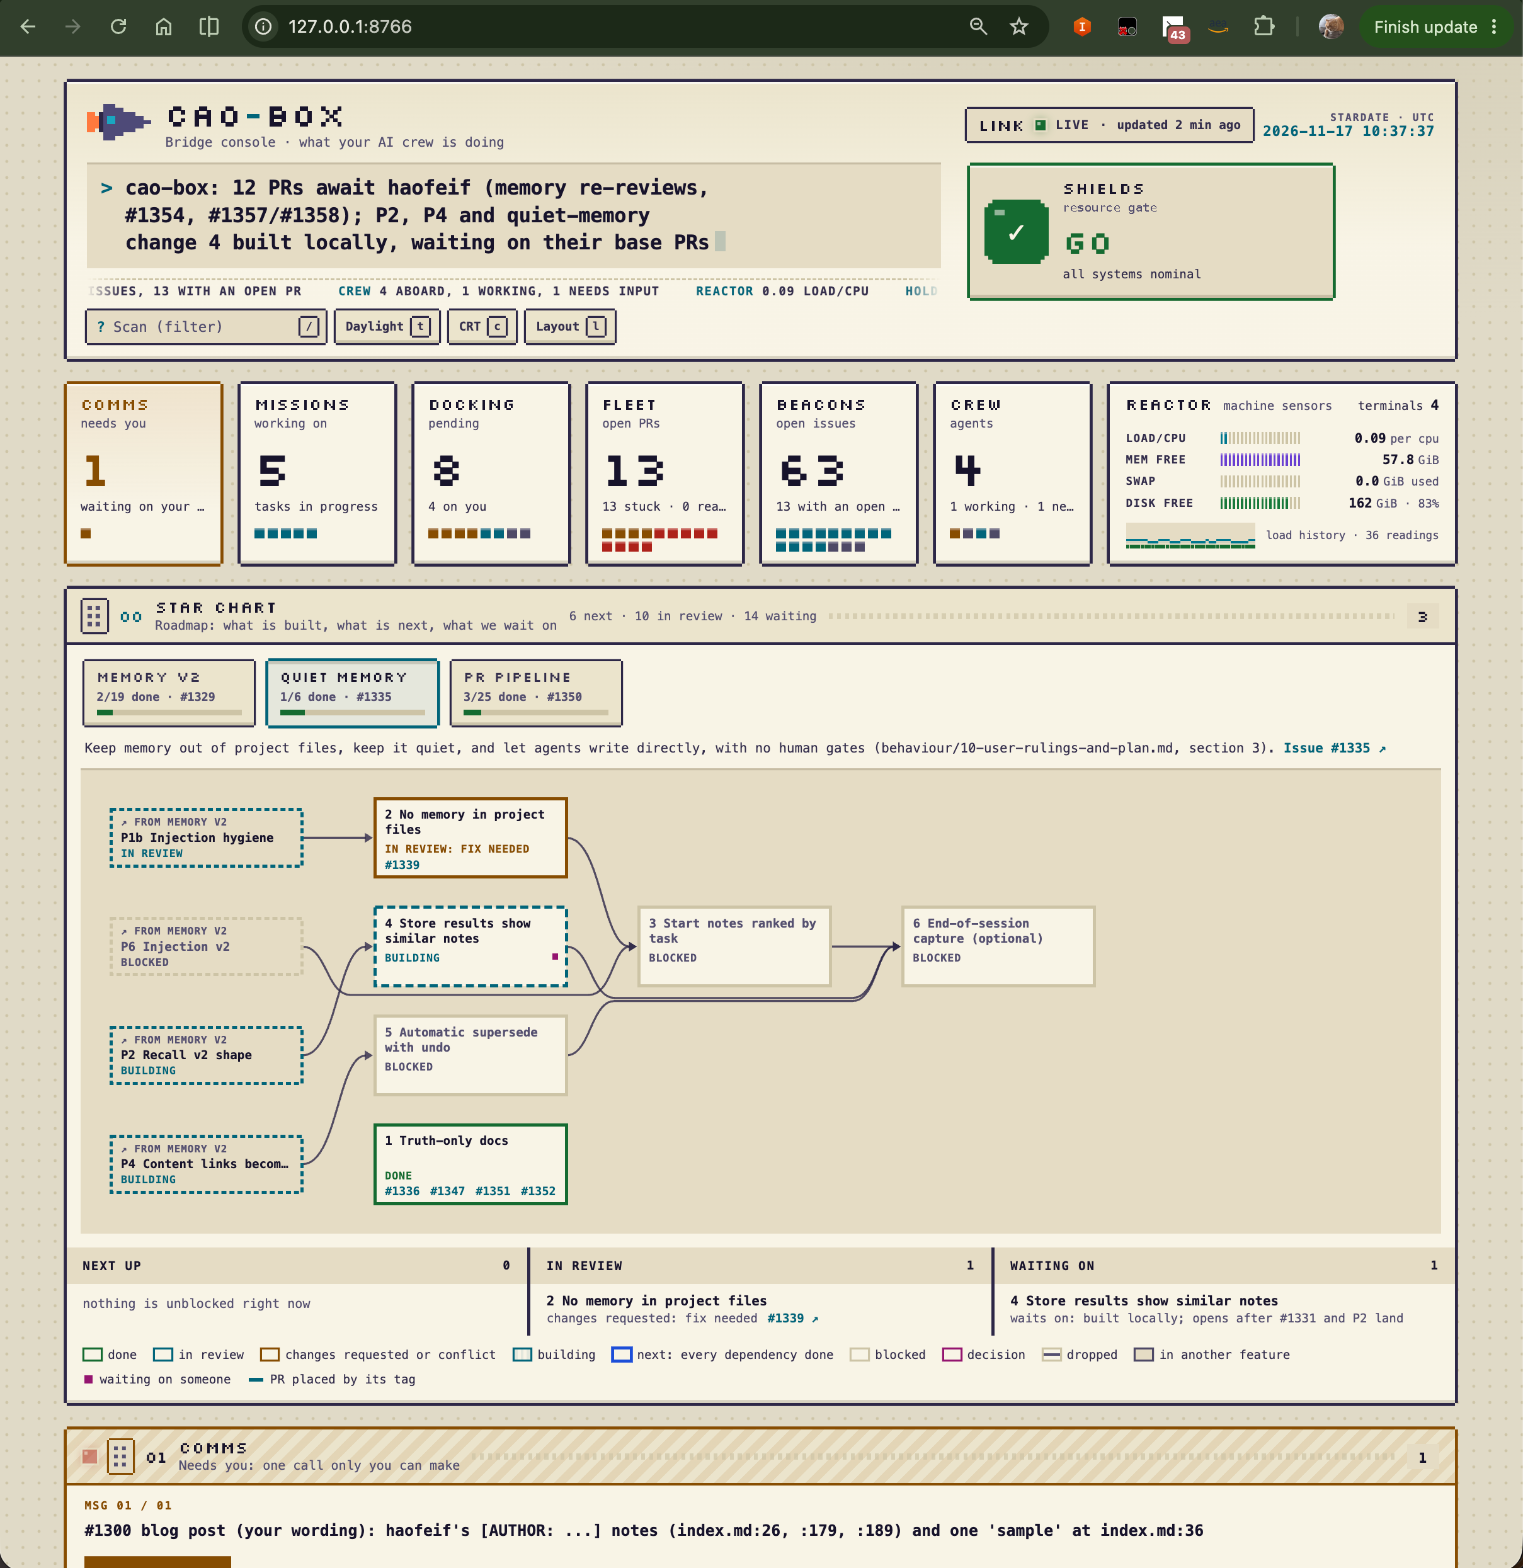 127.0.0.1:8766
43
Finish update
CAO-BOX
Bridge console · what your AI crew is doing
LINK LIVE · updated 2 min ago
STARDATE · UTC
2026-11-17 10:37:37
> cao-box: 12 PRs await haofeif (memory re-reviews,
#1354, #1357/#1358); P2, P4 and quiet-memory
change 4 built locally, waiting on their base PRs
SHIELDS
resource gate
GO
all systems nominal
ISSUES, 13 WITH AN OPEN PR CREW 4 ABOARD, 1 WORKING, 1 NEEDS INPUT REACTOR 0.09 LOAD/CPU HOLD
? Scan (filter) /
Daylight t
CRT c
Layout l
COMMS
needs you
1
waiting on your …
MISSIONS
working on
5
tasks in progress
DOCKING
pending
8
4 on you
FLEET
open PRs
13
13 stuck · 0 rea…
BEACONS
open issues
63
13 with an open …
CREW
agents
4
1 working · 1 ne…
REACTOR machine sensors terminals 4
LOAD/CPU 0.09 per cpu
MEM FREE 57.8 GiB
SWAP 0.0 GiB used
DISK FREE 162 GiB · 83%
load history · 36 readings
00 STAR CHART
Roadmap: what is built, what is next, what we wait on
6 next · 10 in review · 14 waiting
3
MEMORY V2
2/19 done · #1329
QUIET MEMORY
1/6 done · #1335
PR PIPELINE
3/25 done · #1350
Keep memory out of project files, keep it quiet, and let agents write directly, with no human gates (behaviour/10-user-rulings-and-plan.md, section 3). Issue #1335 ↗
↗ FROM MEMORY V2
P1b Injection hygiene
IN REVIEW
2 No memory in project
files
IN REVIEW: FIX NEEDED
#1339
↗ FROM MEMORY V2
P6 Injection v2
BLOCKED
4 Store results show
similar notes
BUILDING
3 Start notes ranked by
task
BLOCKED
6 End-of-session
capture (optional)
BLOCKED
↗ FROM MEMORY V2
P2 Recall v2 shape
BUILDING
5 Automatic supersede
with undo
BLOCKED
↗ FROM MEMORY V2
P4 Content links becom…
BUILDING
1 Truth-only docs
DONE
#1336 #1347 #1351 #1352
NEXT UP 0
nothing is unblocked right now
IN REVIEW 1
2 No memory in project files
changes requested: fix needed #1339 ↗
WAITING ON 1
4 Store results show similar notes
waits on: built locally; opens after #1331 and P2 land
done in review changes requested or conflict building next: every dependency done blocked decision dropped in another feature
waiting on someone PR placed by its tag
01 COMMS
Needs you: one call only you can make
1
MSG 01 / 01
#1300 blog post (your wording): haofeif's [AUTHOR: ...] notes (index.md:26, :179, :189) and one 'sample' at index.md:36